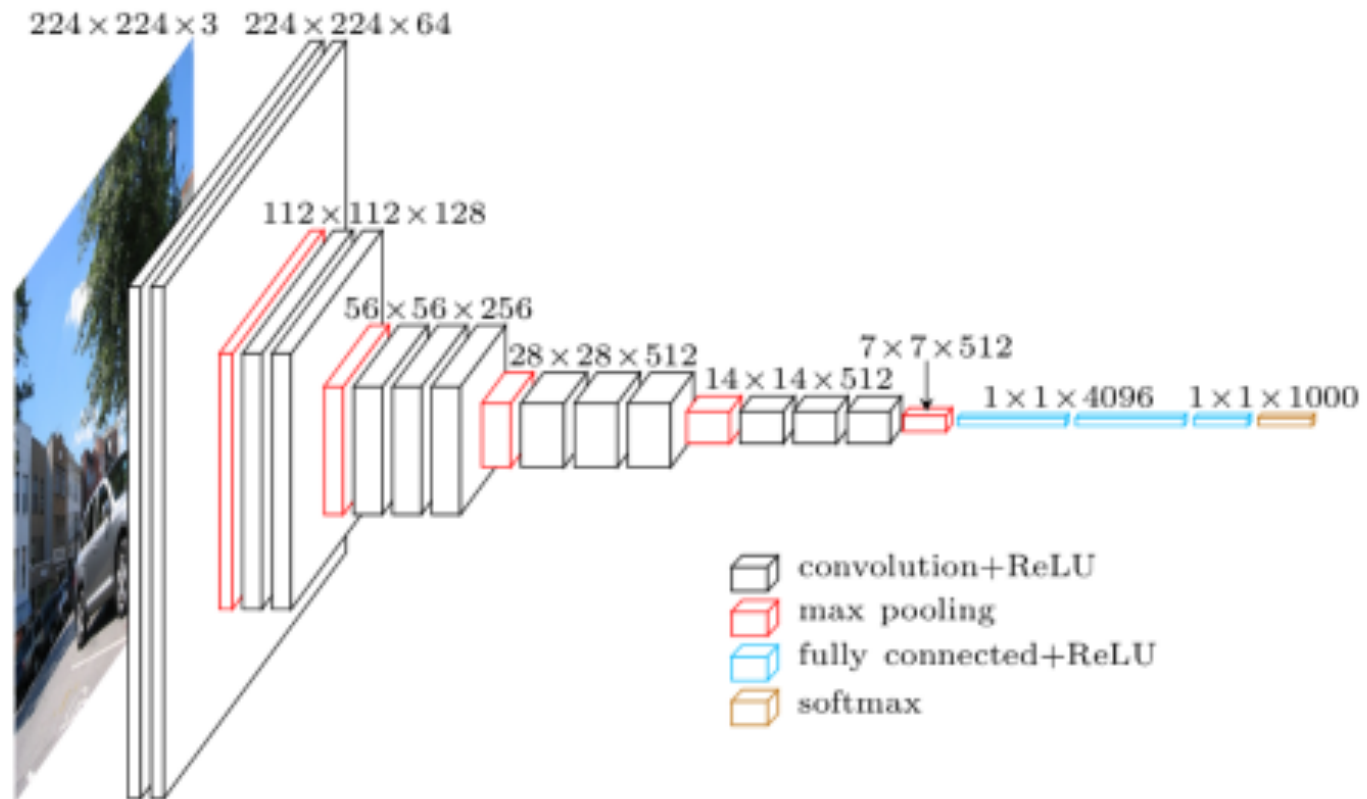 224×224×3
224×224×64
112×112×128
56×56×256
28×28×512
14×14×512
7×7×512
1×1×4096
1×1×1000
convolution+ReLU
max pooling
fully connected+ReLU
softmax